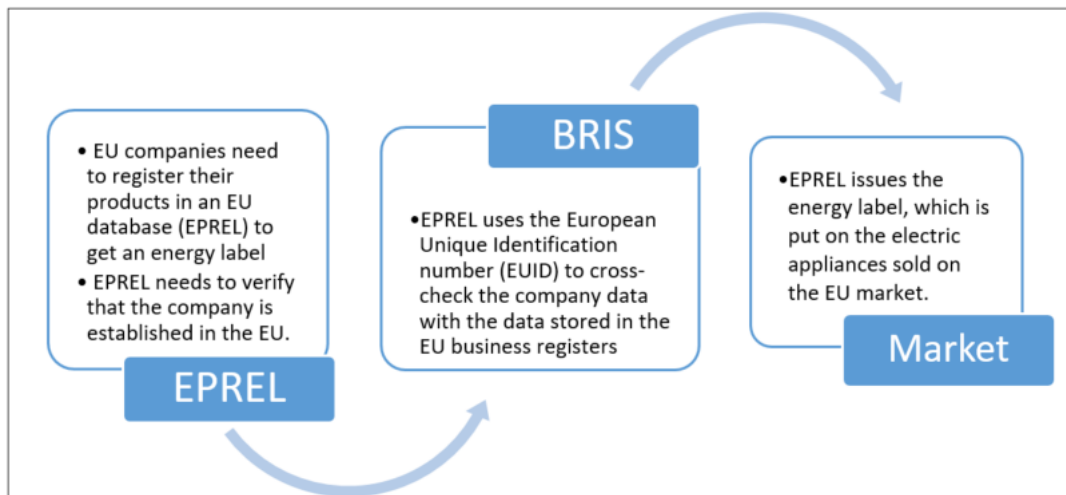 • EU companies need
to register their
products in an EU
database (EPREL) to
get an energy label
• EPREL needs to verify
that the company is
established in the EU.
EPREL
BRIS
•EPREL uses the European
Unique Identification
number (EUID) to cross-
check the company data
with the data stored in the
EU business registers
•EPREL issues the
energy label, which is
put on the electric
appliances sold on
the EU market.
Market